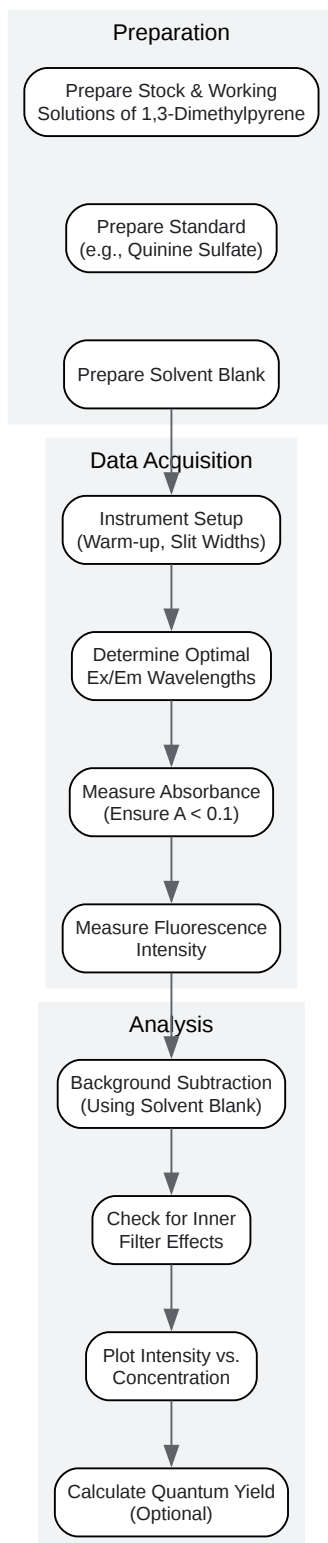 Preparation
Prepare Stock & Working
Solutions of 1,3-Dimethylpyrene
Prepare Standard
(e.g., Quinine Sulfate)
Prepare Solvent Blank
Data Acquisition
Instrument Setup
(Warm-up, Slit Widths)
Determine Optimal
Ex/Em Wavelengths
Measure Absorbance
(Ensure A < 0.1)
Measure Fluorescence
Intensity
Analysis
Background Subtraction
(Using Solvent Blank)
Check for Inner
Filter Effects
Plot Intensity vs.
Concentration
Calculate Quantum Yield
(Optional)